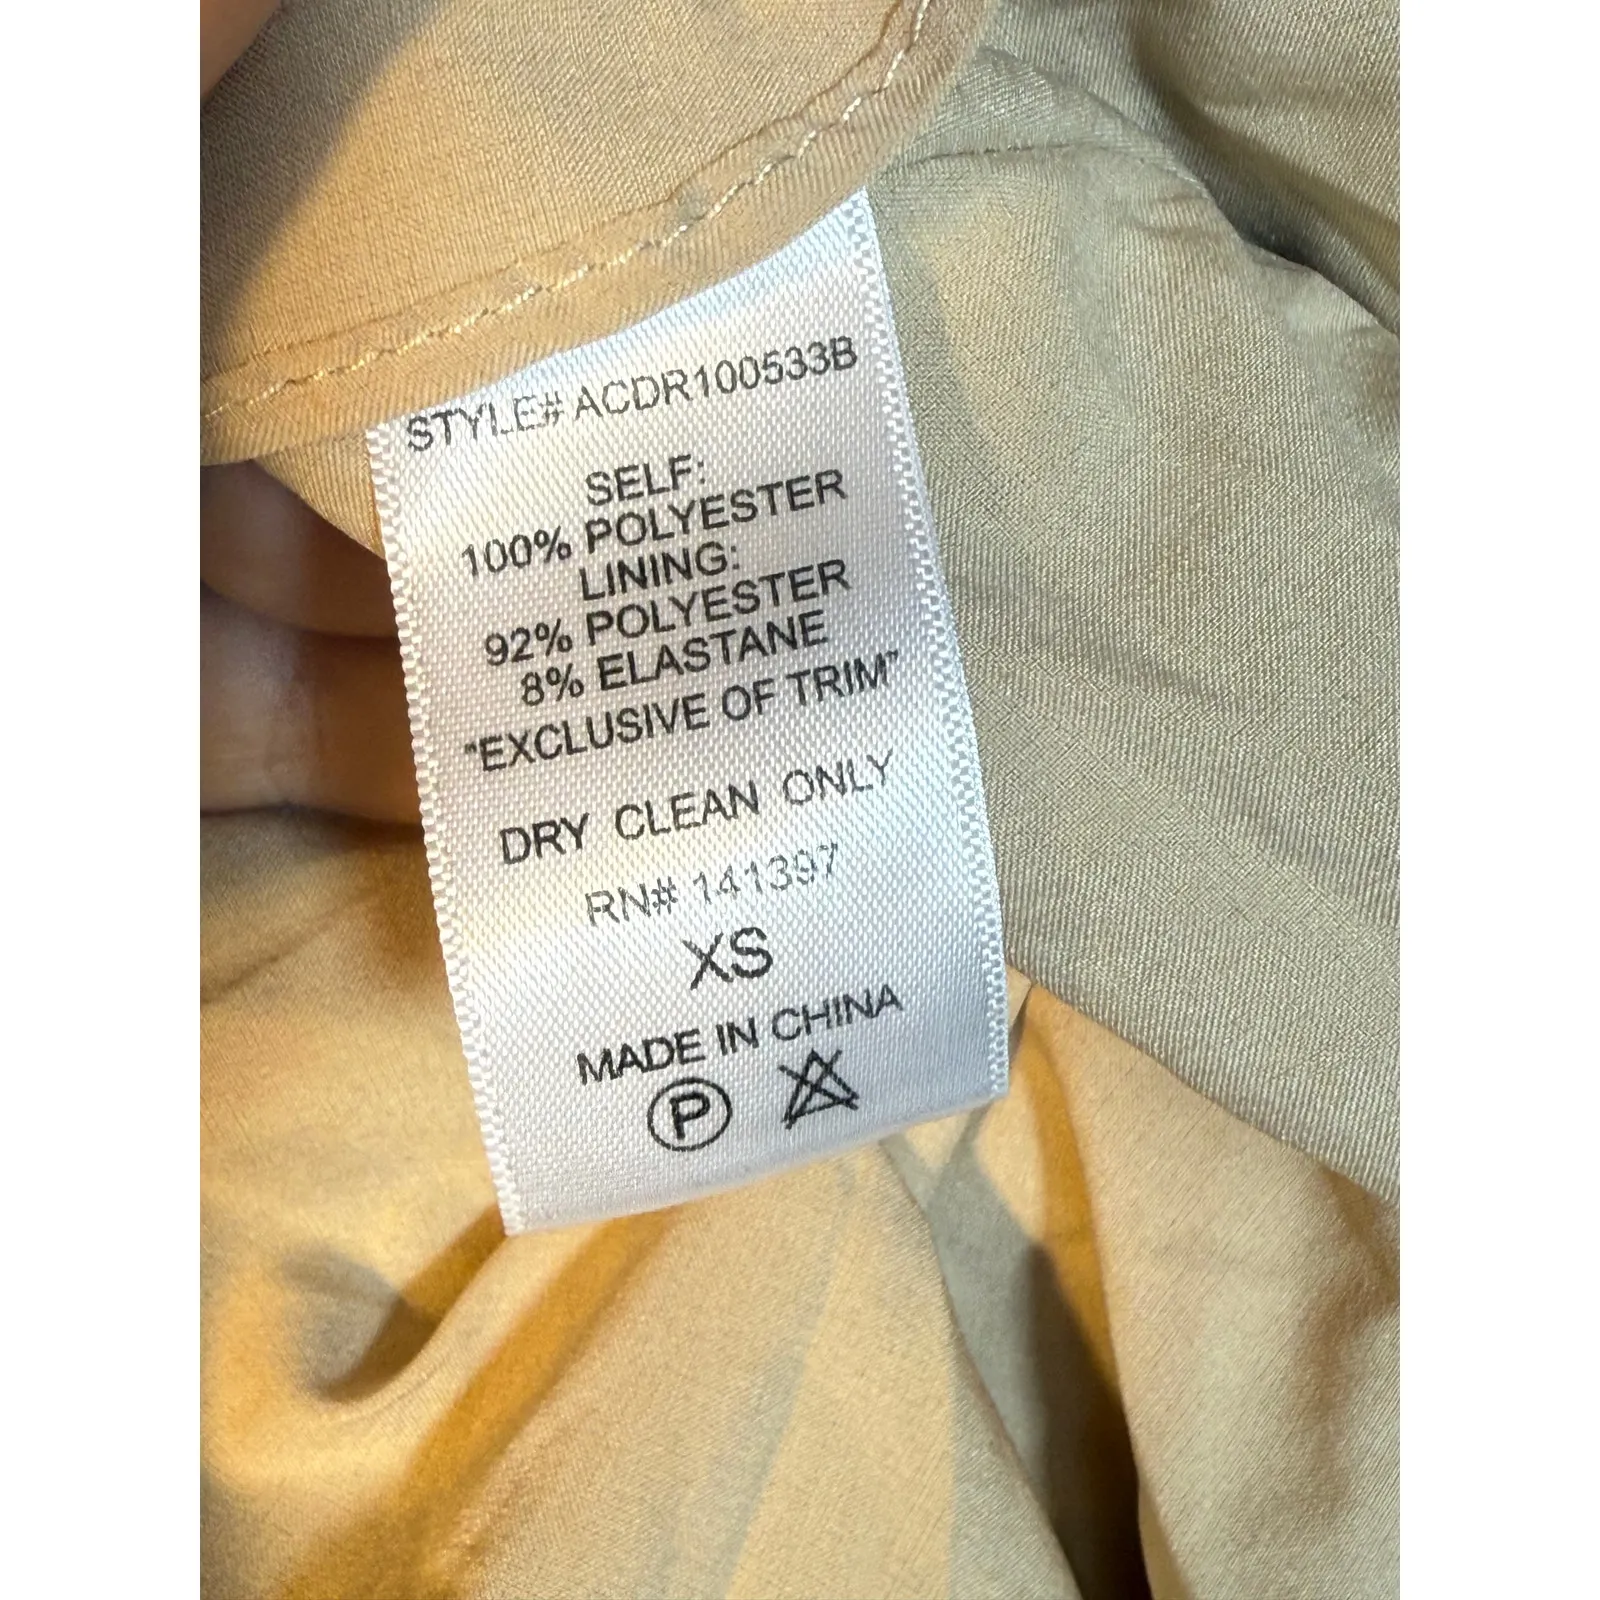 STYLE# ACDR100533B
SELF:
100% POLYESTER
LINING:
92% POLYESTER
8% ELASTANE
"EXCLUSIVE OF TRIM"
DRY CLEAN ONLY
RN# 141397
XS
MADE IN CHINA
P